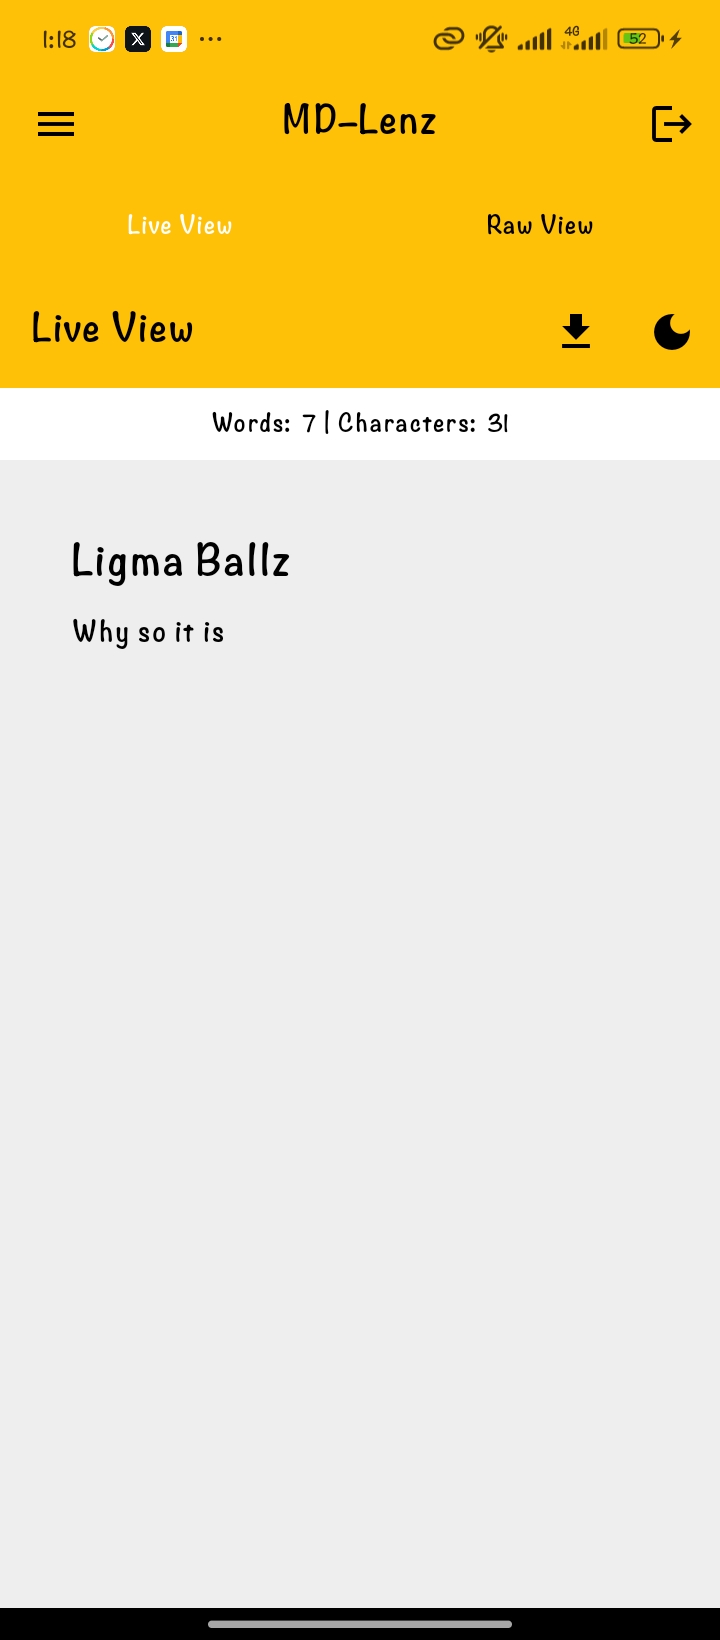 1:18
4G
52
MD-Lenz
Live View
Raw View
Live View
Words: 7 | Characters: 31
Ligma Ballz
Why so it is